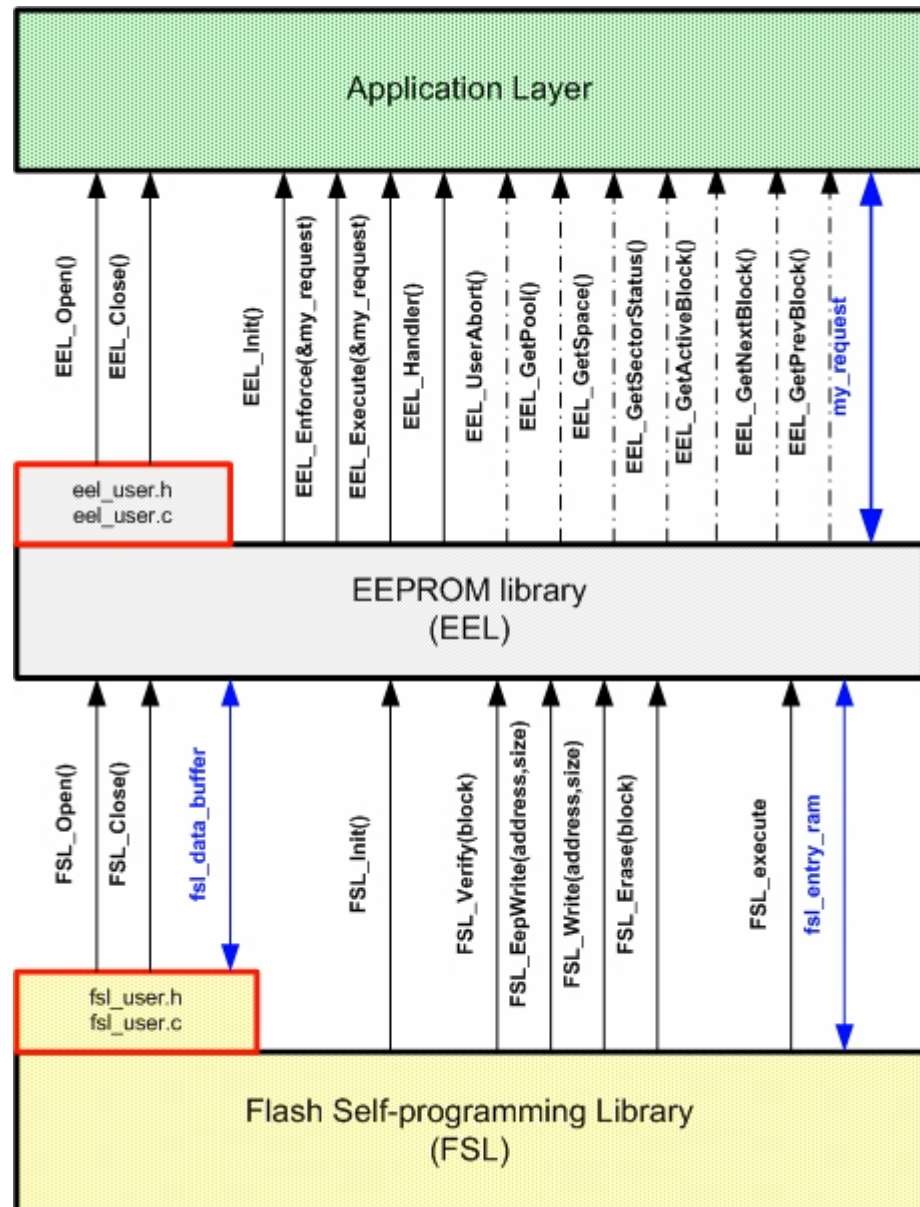 Application Layer
EEL_Open()
EEL_Close()
EEL_Init()
EEL_Enforce(&my_request)
EEL_Execute(&my_request)
EEL_Handler()
EEL_UserAbort()
EEL_GetPool()
EEL_GetSpace()
EEL_GetSectorStatus()
EEL_GetActiveBlock()
EEL_GetNextBlock()
EEL_GetPrevBlock()
my_request
eel_user.h
eel_user.c
EEPROM library
(EEL)
FSL_Open()
FSL_Close()
fsl_data_buffer
FSL_Init()
FSL_Verify(block)
FSL_EepWrite(address,size)
FSL_Write(address,size)
FSL_Erase(block)
FSL_execute
fsl_entry_ram
fsl_user.h
fsl_user.c
Flash Self-programming Library
(FSL)